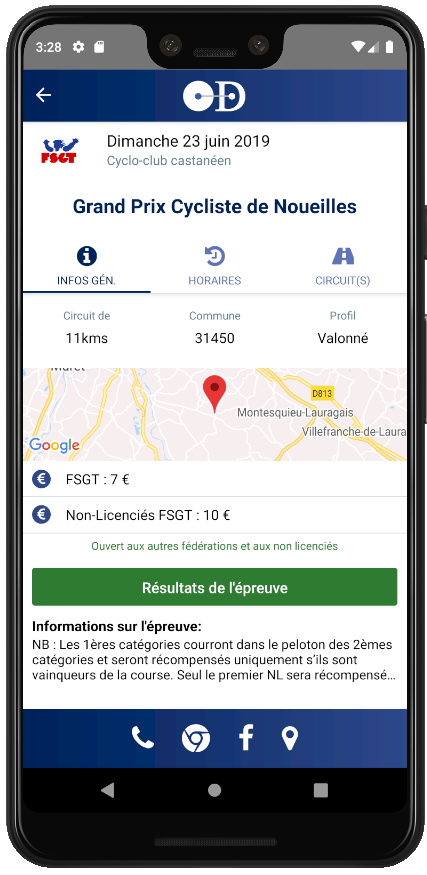 3:28
D
FSGT
Dimanche 23 juin 2019
Cyclo-club castanéen
Grand Prix Cycliste de Noueilles
INFOS GÉN.
HORAIRES
CIRCUIT(S)
Circuit de
Commune
Profil
11kms
31450
Valonné
Muret
D813
Montesquieu-Lauragais
Villefranche-de-Laura
Google
€ FSGT : 7 €
€ Non-Licenciés FSGT : 10 €
Ouvert aux autres fédérations et aux non licenciés
Résultats de l'épreuve
Informations sur l'épreuve:
NB : Les 1ères catégories courront dans le peloton des 2èmes
catégories et seront récompensés uniquement s’ils sont
vainqueurs de la course. Seul le premier NL sera récompensé…
f